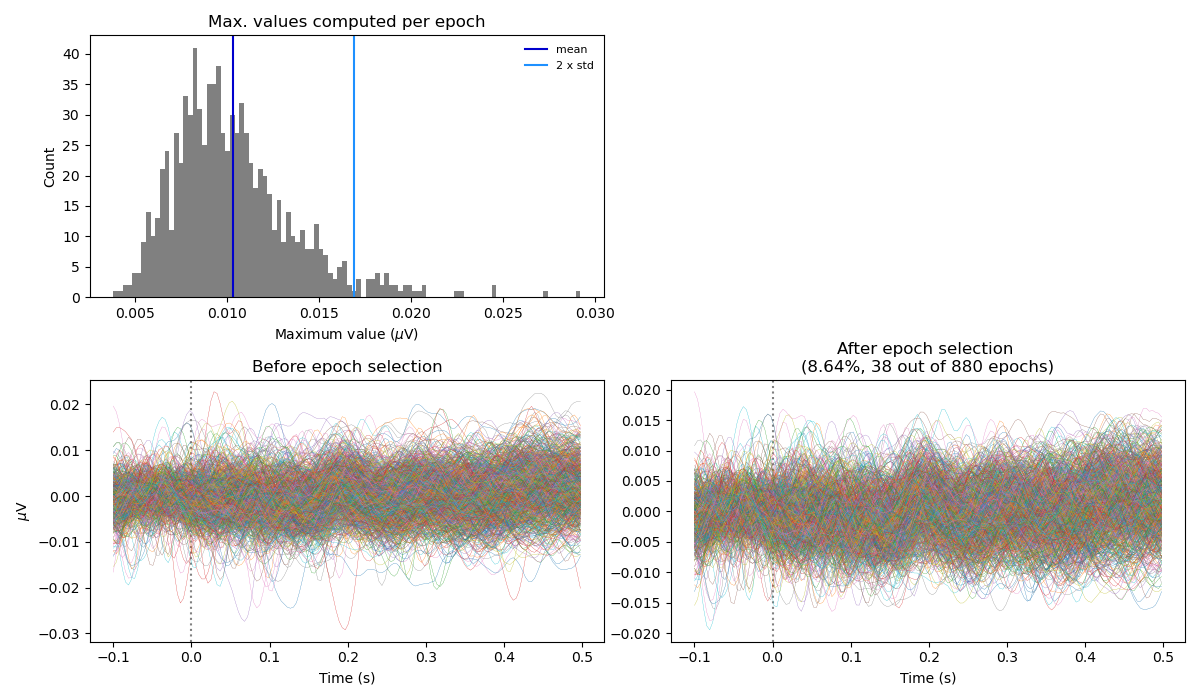 Max. values computed per epoch
40
35
30
25
20
15
10
5
0
Count
mean
2 x std
0.005 0.010 0.015 0.020 0.025 0.030
Maximum value (μV)
Before epoch selection
0.02
0.01
0.00
−0.01
−0.02
−0.03
μV
−0.1 0.0 0.1 0.2 0.3 0.4 0.5
Time (s)
After epoch selection
(8.64%, 38 out of 880 epochs)
0.020
0.015
0.010
0.005
0.000
−0.005
−0.010
−0.015
−0.020
−0.1 0.0 0.1 0.2 0.3 0.4 0.5
Time (s)